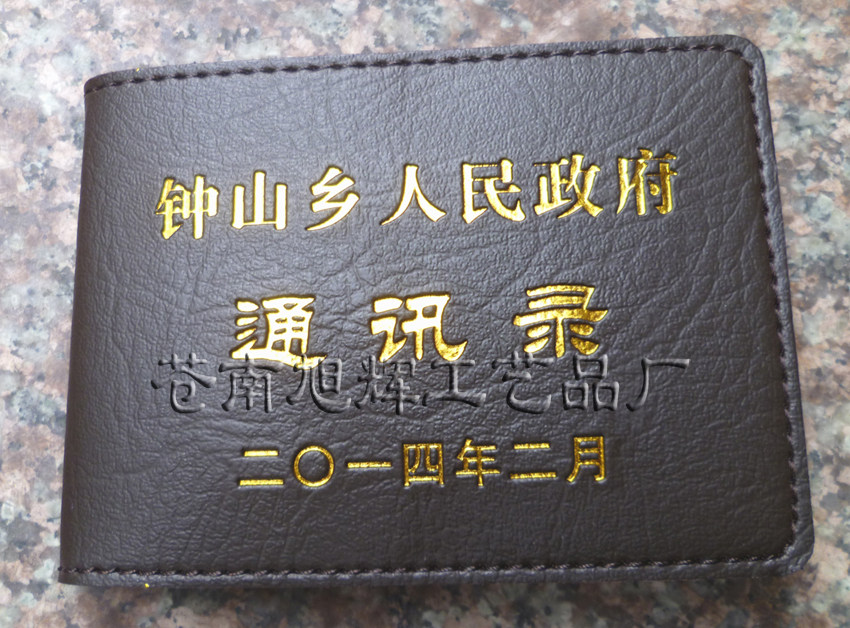 钟山乡人民政府
通讯录
苍南旭辉工艺品厂
二〇一四年二月